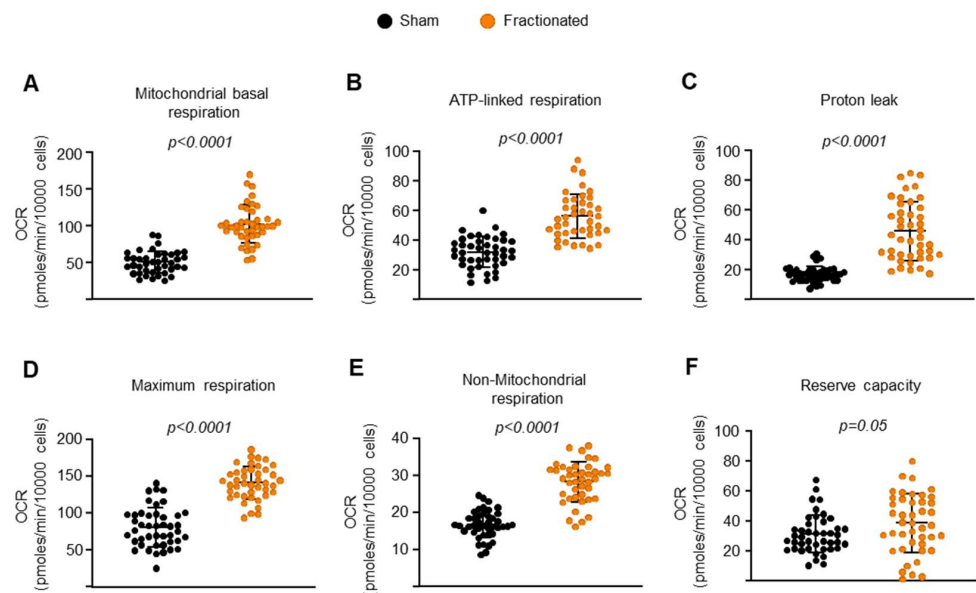 Sham Fractionated
A
Mitochondrial basal
respiration
p<0.0001
OCR
(pmoles/min/10000 cells)
200
150
100
50
B
ATP-linked respiration
p<0.0001
OCR
(pmoles/min/10000 cells)
100
80
60
40
20
C
Proton leak
p<0.0001
OCR
(pmoles/min/10000 cells)
100
80
60
40
20
D
Maximum respiration
p<0.0001
OCR
(pmoles/min/10000 cells)
200
150
100
50
E
Non-Mitochondrial
respiration
p<0.0001
OCR
(pmoles/min/10000 cells)
40
30
20
10
F
Reserve capacity
p=0.05
OCR
(pmoles/min/10000 cells)
100
80
60
40
20